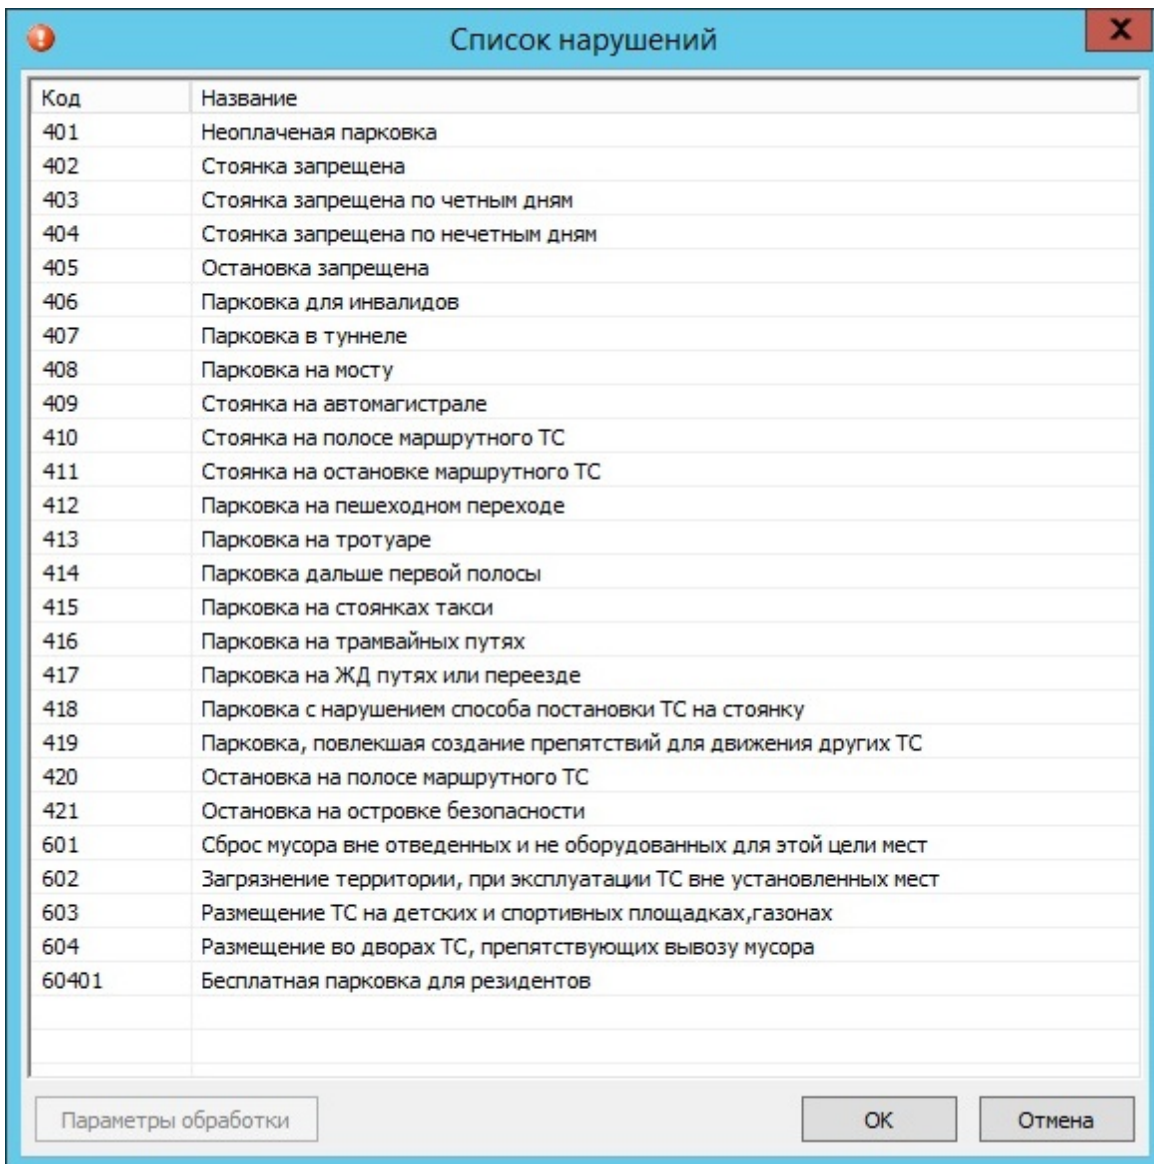 Список нарушений
Код Название
401 Неоплаченая парковка
402 Стоянка запрещена
403 Стоянка запрещена по четным дням
404 Стоянка запрещена по нечетным дням
405 Остановка запрещена
406 Парковка для инвалидов
407 Парковка в туннеле
408 Парковка на мосту
409 Стоянка на автомагистрале
410 Стоянка на полосе маршрутного ТС
411 Стоянка на остановке маршрутного ТС
412 Парковка на пешеходном переходе
413 Парковка на тротуаре
414 Парковка дальше первой полосы
415 Парковка на стоянках такси
416 Парковка на трамвайных путях
417 Парковка на ЖД путях или переезде
418 Парковка с нарушением способа постановки ТС на стоянку
419 Парковка, повлекшая создание препятствий для движения других ТС
420 Остановка на полосе маршрутного ТС
421 Остановка на островке безопасности
601 Сброс мусора вне отведенных и не оборудованных для этой цели мест
602 Загрязнение территории, при эксплуатации ТС вне установленных мест
603 Размещение ТС на детских и спортивных площадках,газонах
604 Размещение во дворах ТС, препятствующих вывозу мусора
60401 Бесплатная парковка для резидентов
Параметры обработки ОК Отмена